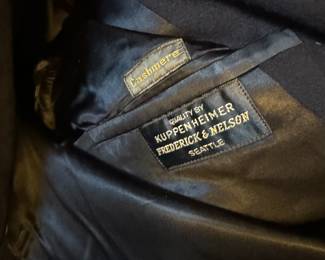 Cashmere
QUALITY BY
KUPPENHEIMER
FREDERICK & NELSON
SEATTLE